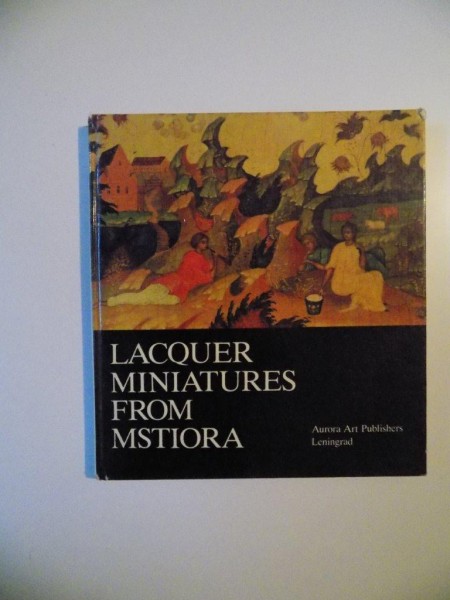 LACQUER
MINIATURES
FROM
MSTIORA
Aurora Art Publishers
Leningrad